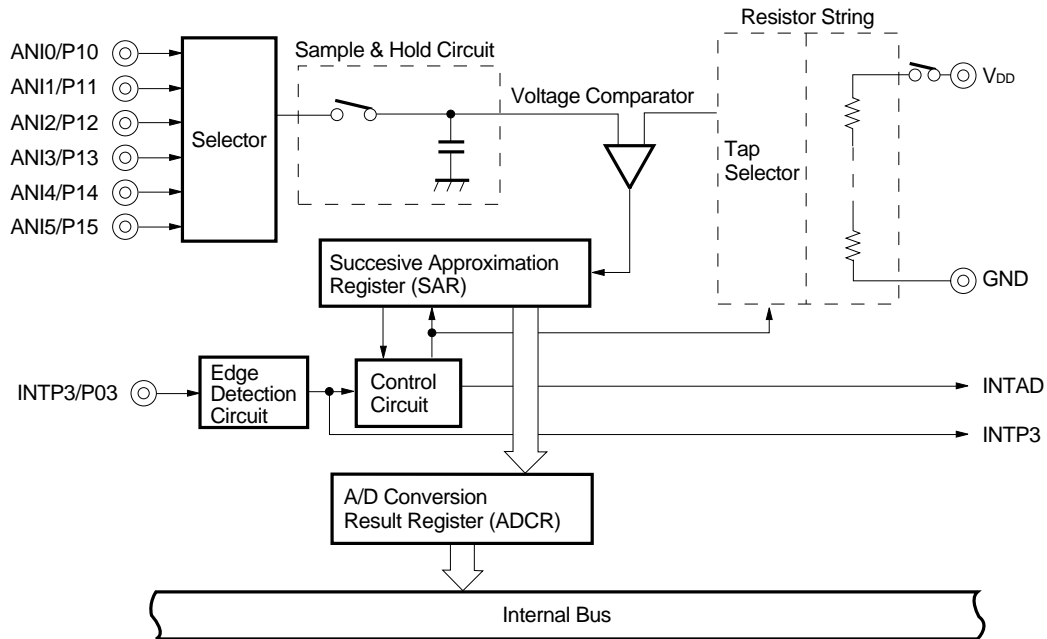 Resistor String
ANI0/P10
ANI1/P11
ANI2/P12
ANI3/P13
ANI4/P14
ANI5/P15
Selector
Sample & Hold Circuit
Voltage Comparator
Tap
Selector
VDD
GND
Succesive Approximation
Register (SAR)
INTP3/P03
Edge
Detection
Circuit
Control
Circuit
INTAD
INTP3
A/D Conversion
Result Register (ADCR)
Internal Bus